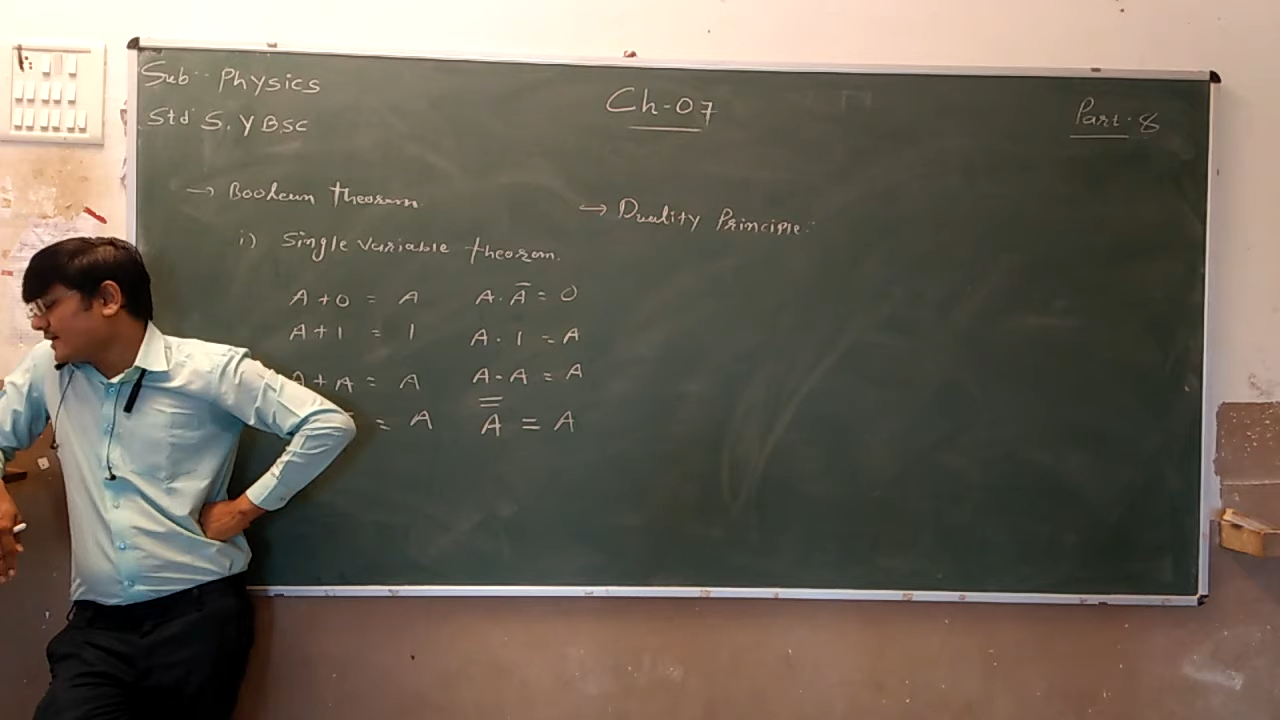 Sub :- Physics
Std S.Y BSC
Ch-07
Part-8
→ Boolean theorem.
i) Single variable theorem.
A + 0 = A
A + 1 = 1
A + A = A
= A
A . A̅ = 0
A . 1 = A
A . A = A
A̿ = A
→ Duality Principle:-